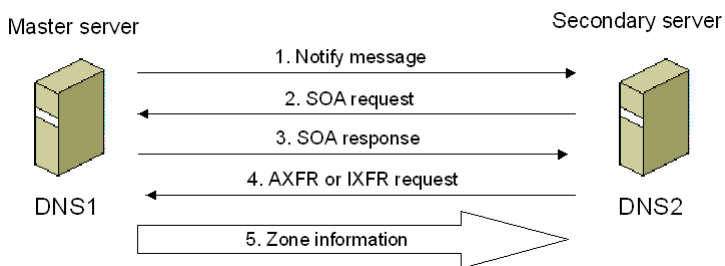 Master server
Secondary server
1. Notify message
2. SOA request
3. SOA response
4. AXFR or IXFR request
DNS1
DNS2
5. Zone information